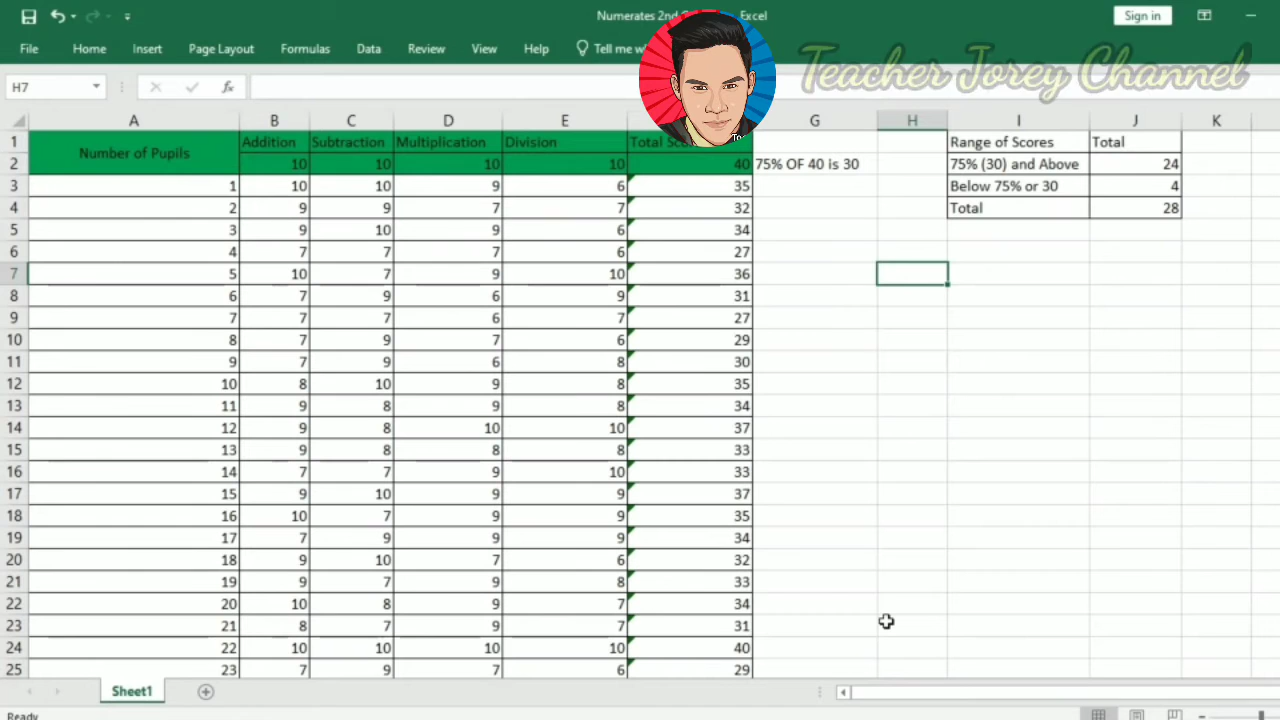 Numerates 2nd Excel
Sign in
File Home Insert Page Layout Formulas Data Review View Help Tell me
Teacher Jorey Channel
H7 fx
A B C D E G H I J K
1 Number of Pupils Addition Subtraction Multiplication Division Total Range of Scores Total
2 10 10 10 10 40 75% OF 40 is 30 75% (30) and Above 24
3 1 10 10 9 6 35 Below 75% or 30 4
4 2 9 9 7 7 32 Total 28
5 3 9 10 9 6 34
6 4 7 7 7 6 27
7 5 10 7 9 10 36
8 6 7 9 6 9 31
9 7 7 7 6 7 27
10 8 7 9 7 6 29
11 9 7 9 6 8 30
12 10 8 10 9 8 35
13 11 9 8 9 8 34
14 12 9 8 10 10 37
15 13 9 8 8 8 33
16 14 7 7 9 10 33
17 15 9 10 9 9 37
18 16 10 7 9 9 35
19 17 7 9 9 9 34
20 18 9 10 7 6 32
21 19 9 7 9 8 33
22 20 10 8 9 7 34
23 21 8 7 9 7 31
24 22 10 10 10 10 40
25 23 7 9 7 6 29
Sheet1
Ready